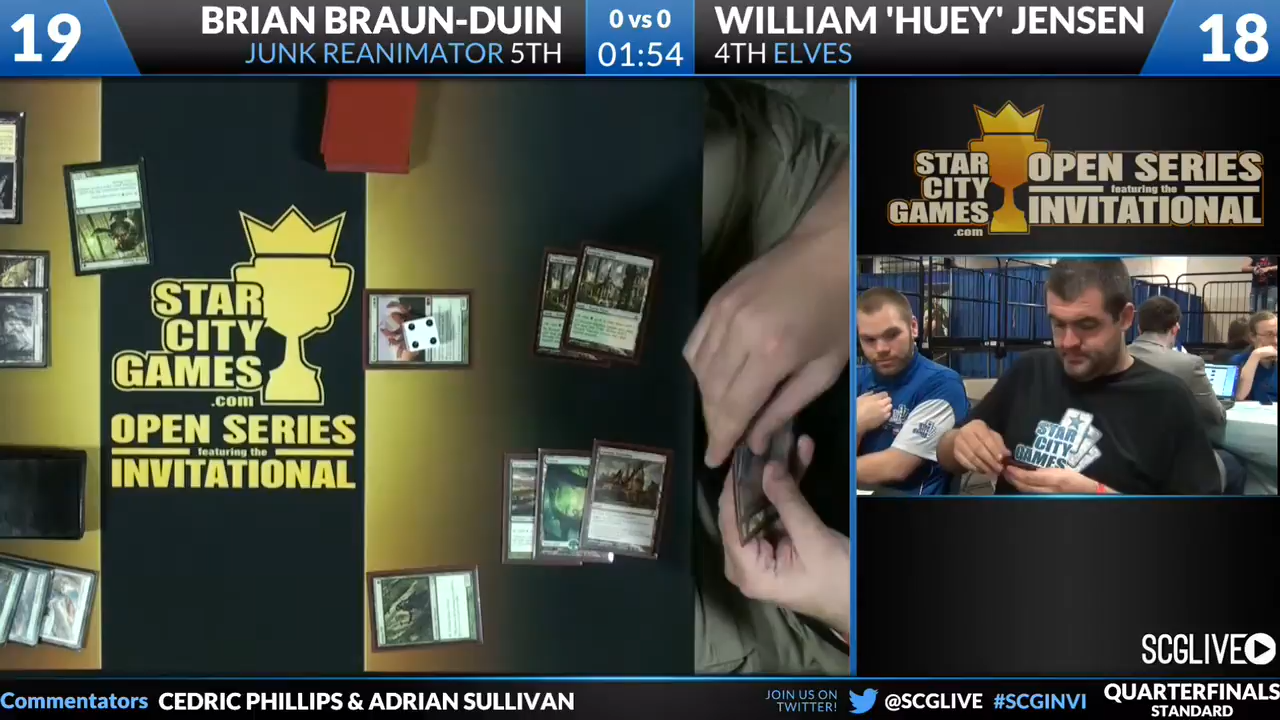 19
BRIAN BRAUN-DUIN
JUNK REANIMATOR 5TH
0 vs 0
01:54
WILLIAM 'HUEY' JENSEN
4TH ELVES
18
STAR
CITY
GAMES
.com
OPEN SERIES
featuring the
INVITATIONAL
STAR
CITY
GAMES
.com
OPEN SERIES
featuring the
INVITATIONAL
STAR
CITY
GAMES
SCGLIVE
Commentators CEDRIC PHILLIPS & ADRIAN SULLIVAN
JOIN US ON
TWITTER!
@SCGLIVE #SCGINVI
QUARTERFINALS
STANDARD